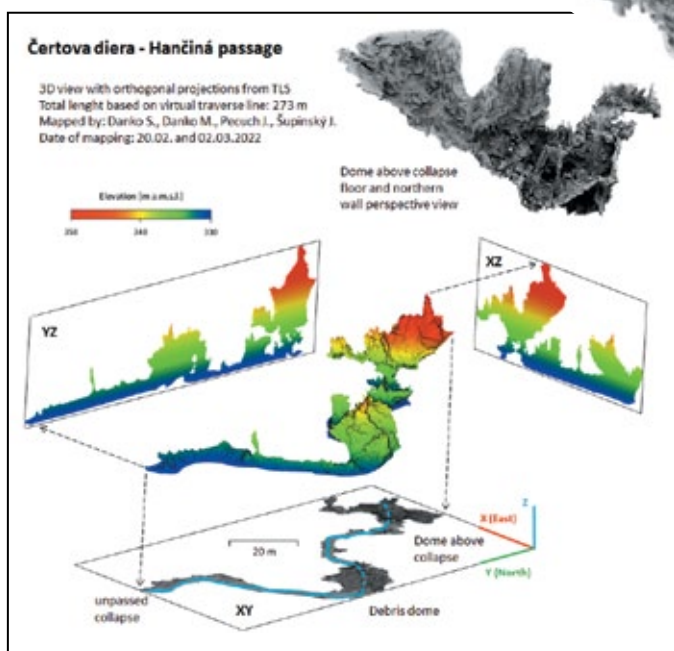 Čertova diera - Hančiná passage
3D view with orthogonal projections from TLS
Total lenght based on virtual traverse line: 273 m
Mapped by: Danko S., Danko M., Pecuch J., Šupinský J.
Date of mapping: 20.02. and 02.03.2022
Dome above collapse
floor and northern
wall perspective view
Elevation [m a.m.s.l.]
350 340 330
YZ
XZ
Z
X (East)
Y (North)
20 m
Dome above
collapse
unpassed
collapse
XY
Debris dome